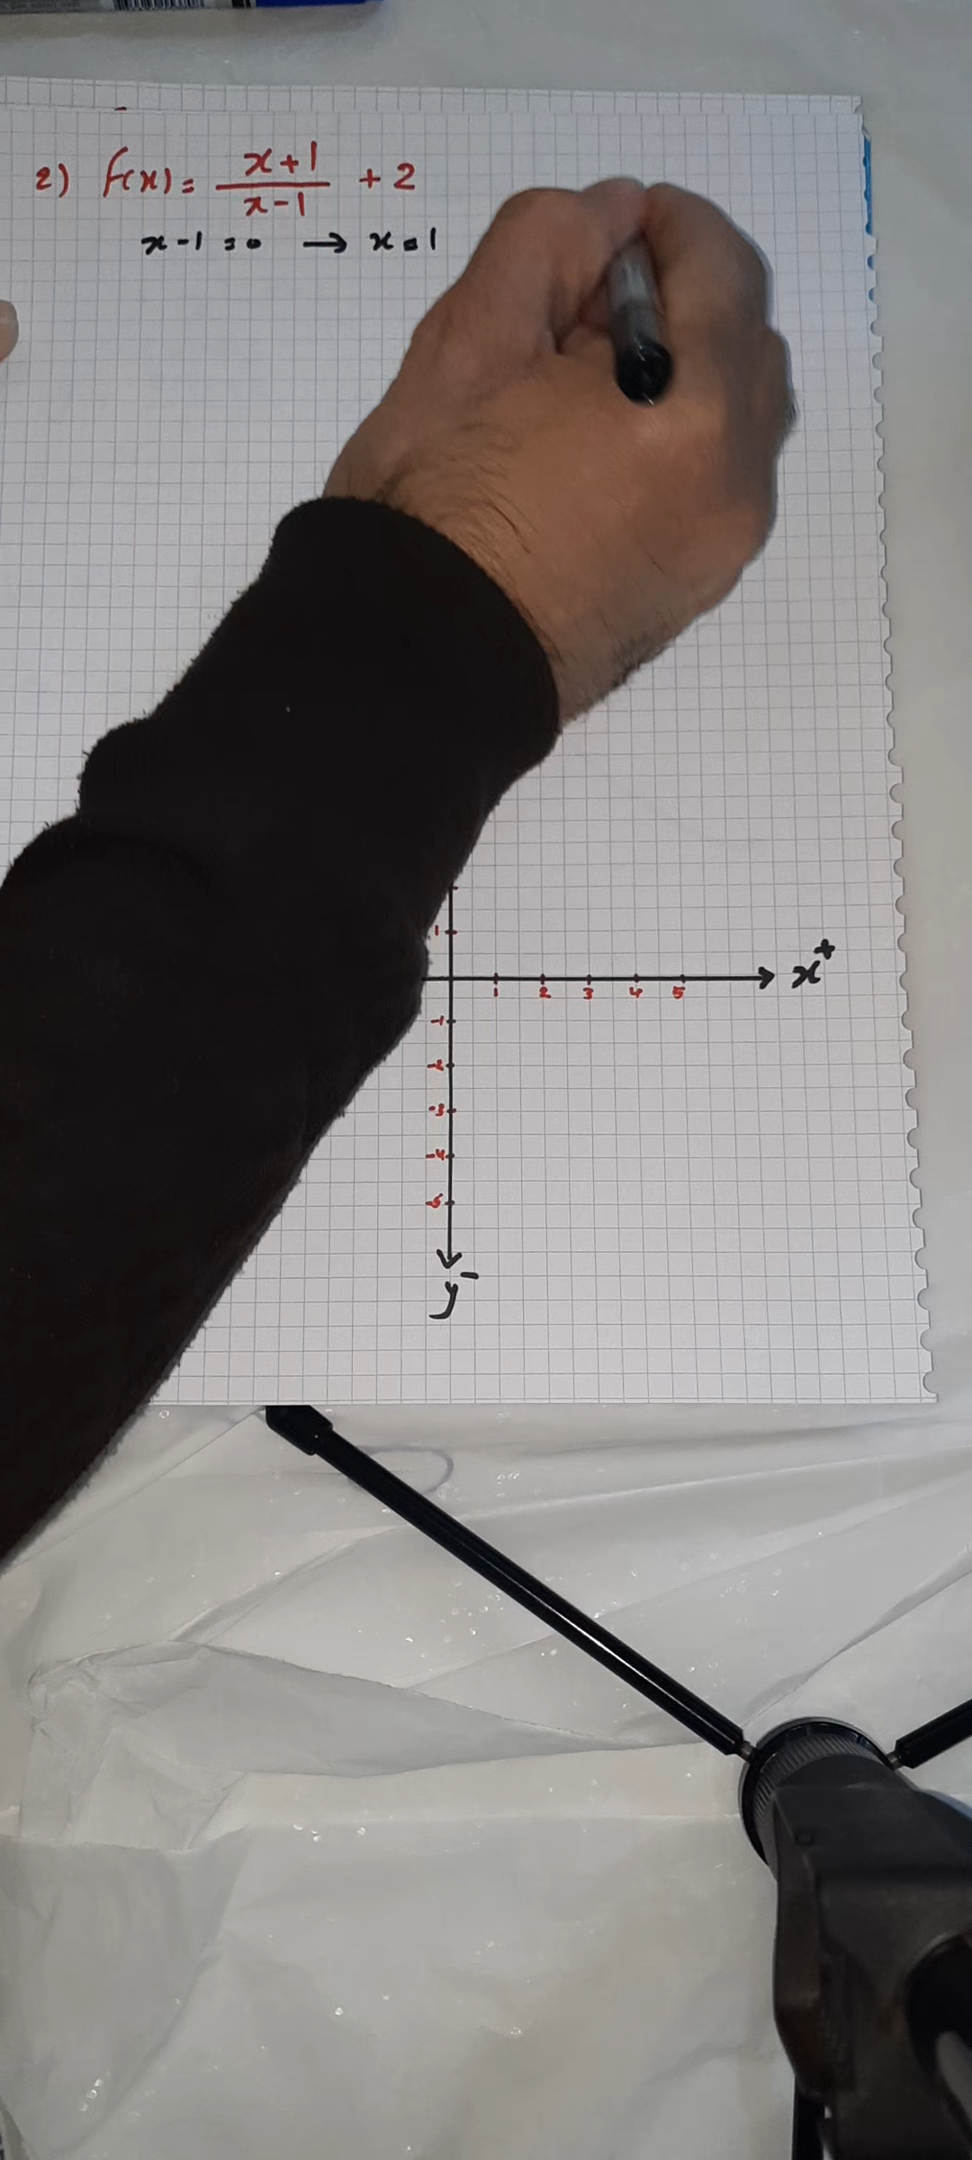 2) f(x) = (x+1)/(x-1) + 2
x-1=0 → x=1
1
x+
1 2 3 4 5
-1
-2
-3
-4
-5
y-